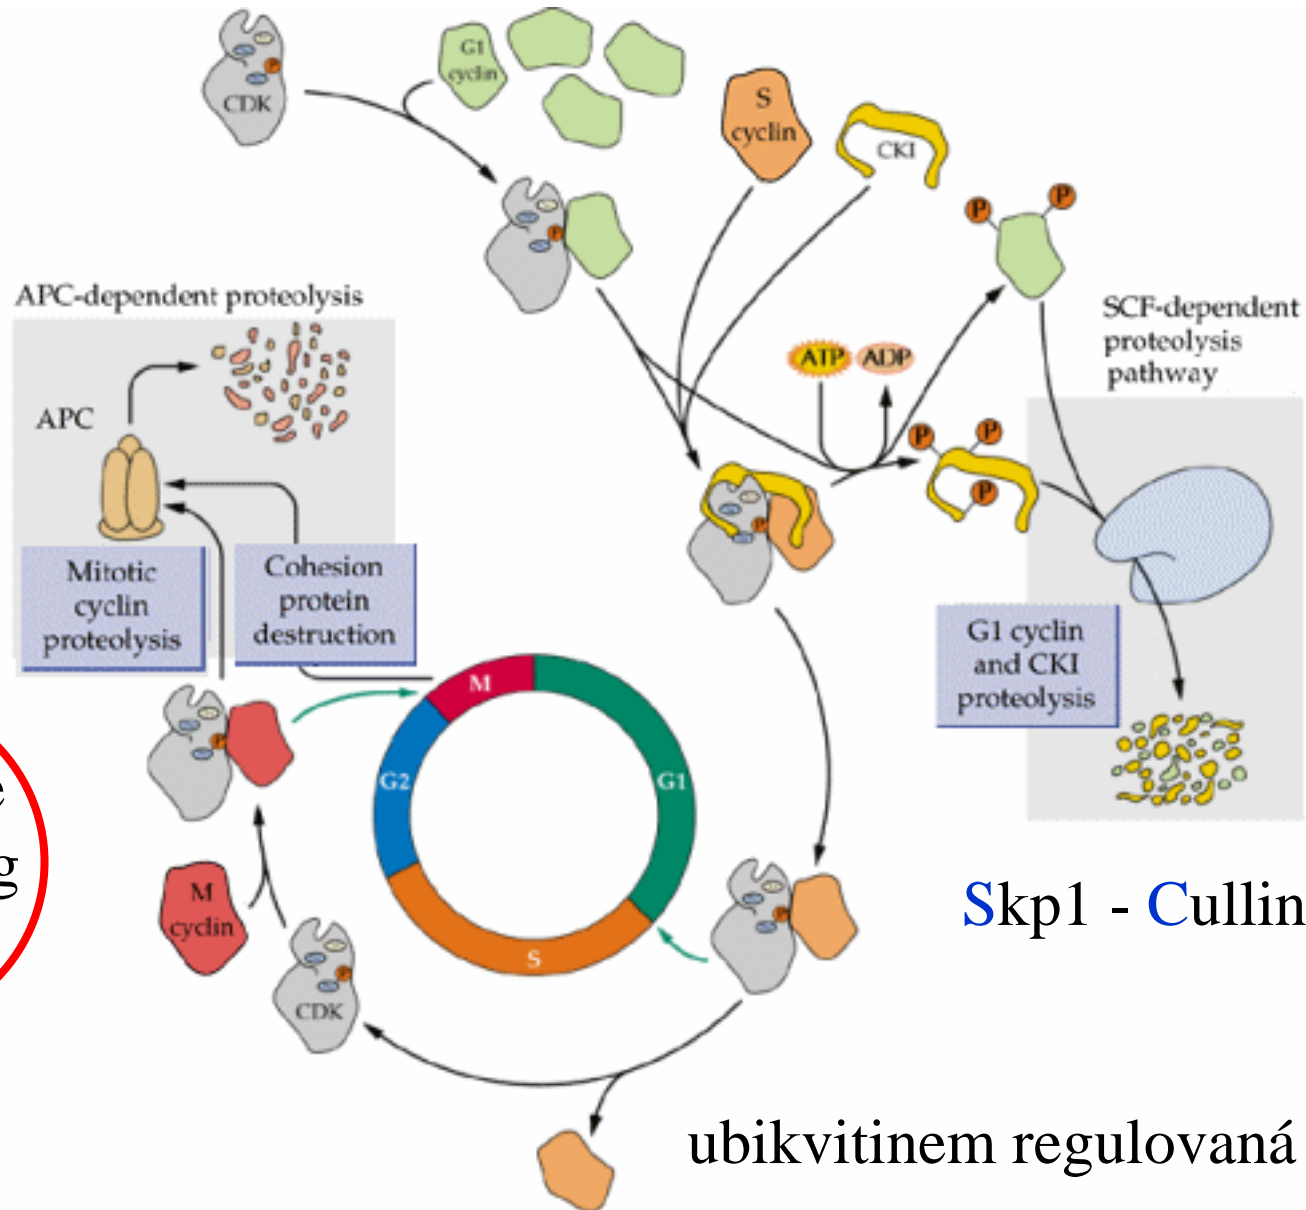 G1
cyclin
CDK
S
cyclin
CKI
P
P
P
P
APC-dependent proteolysis
SCF-dependent
proteolysis
pathway
ATP ADP
APC
P
P
P
P
Mitotic
cyclin
proteolysis
Cohesion
protein
destruction
G1 cyclin
and CKI
proteolysis
M
P
G2
G1
M
cyclin
Skp1 - Cullin
P
S
P
CDK
ubikvitinem regulovaná